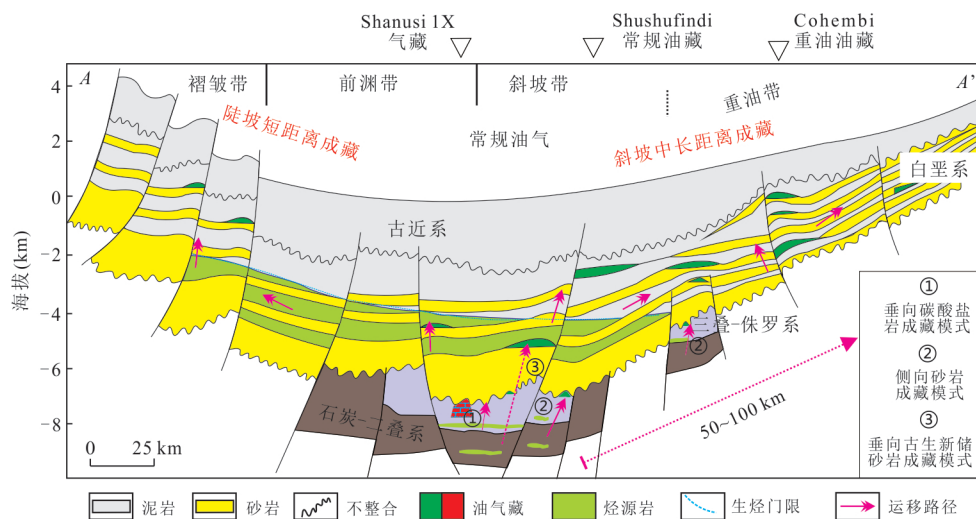 Shanusi 1X
气藏
Shushufindi
常规油藏
Cohembi
重油油藏
A
褶皱带
前渊带
斜坡带
重油带
A'
陡坡短距离成藏
常规油气
斜坡中长距离成藏
白垩系
古近系
三叠-侏罗系
石炭-二叠系
海拔(km)
4
2
0
−2
−4
−6
−8
0 25 km
50~100 km
①
②
③
②
①
垂向碳酸盐
岩成藏模式
②
侧向砂岩
成藏模式
③
垂向古生新储
砂岩成藏模式
泥岩
砂岩
不整合
油气藏
烃源岩
生烃门限
运移路径